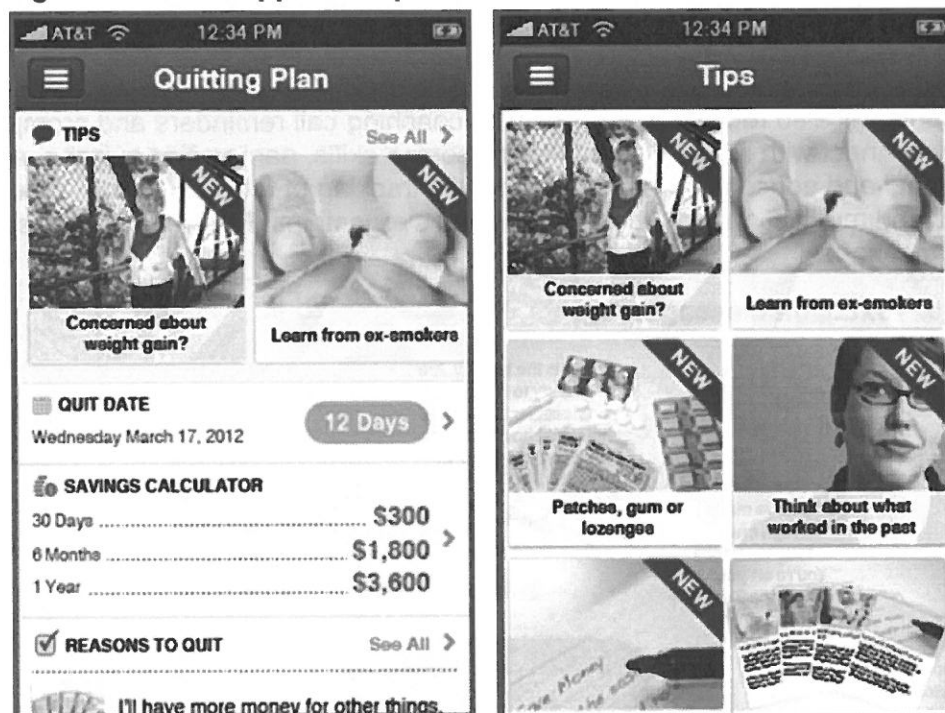 AT&T 12:34 PM
Quitting Plan
TIPS See All >
NEW
NEW
Concerned about
weight gain?
Learn from ex-smokers
QUIT DATE
Wednesday March 17, 2012
12 Days >
SAVINGS CALCULATOR
30 Days ........ $300
6 Months ........ $1,800 >
1 Year ........ $3,600
REASONS TO QUIT See All >
I'll have more money for other things.
AT&T 12:34 PM
Tips
NEW
NEW
Concerned about
weight gain?
Learn from ex-smokers
NEW
NEW
Patches, gum or
lozenges
Think about what
worked in the past
NEW
Money